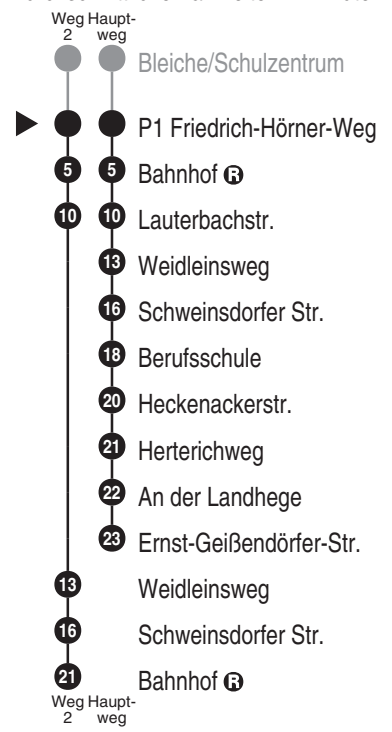 Weg Haupt-
2 weg
Bleiche/Schulzentrum
P1 Friedrich-Hörner-Weg
5 5 Bahnhof R
10 10 Lauterbachstr.
13 Weidleinsweg
16 Schweinsdorfer Str.
18 Berufsschule
20 Heckenackerstr.
21 Herterichweg
22 An der Landhege
23 Ernst-Geißendörfer-Str.
13 Weidleinsweg
16 Schweinsdorfer Str.
21 Bahnhof R
Weg Haupt-
2 weg